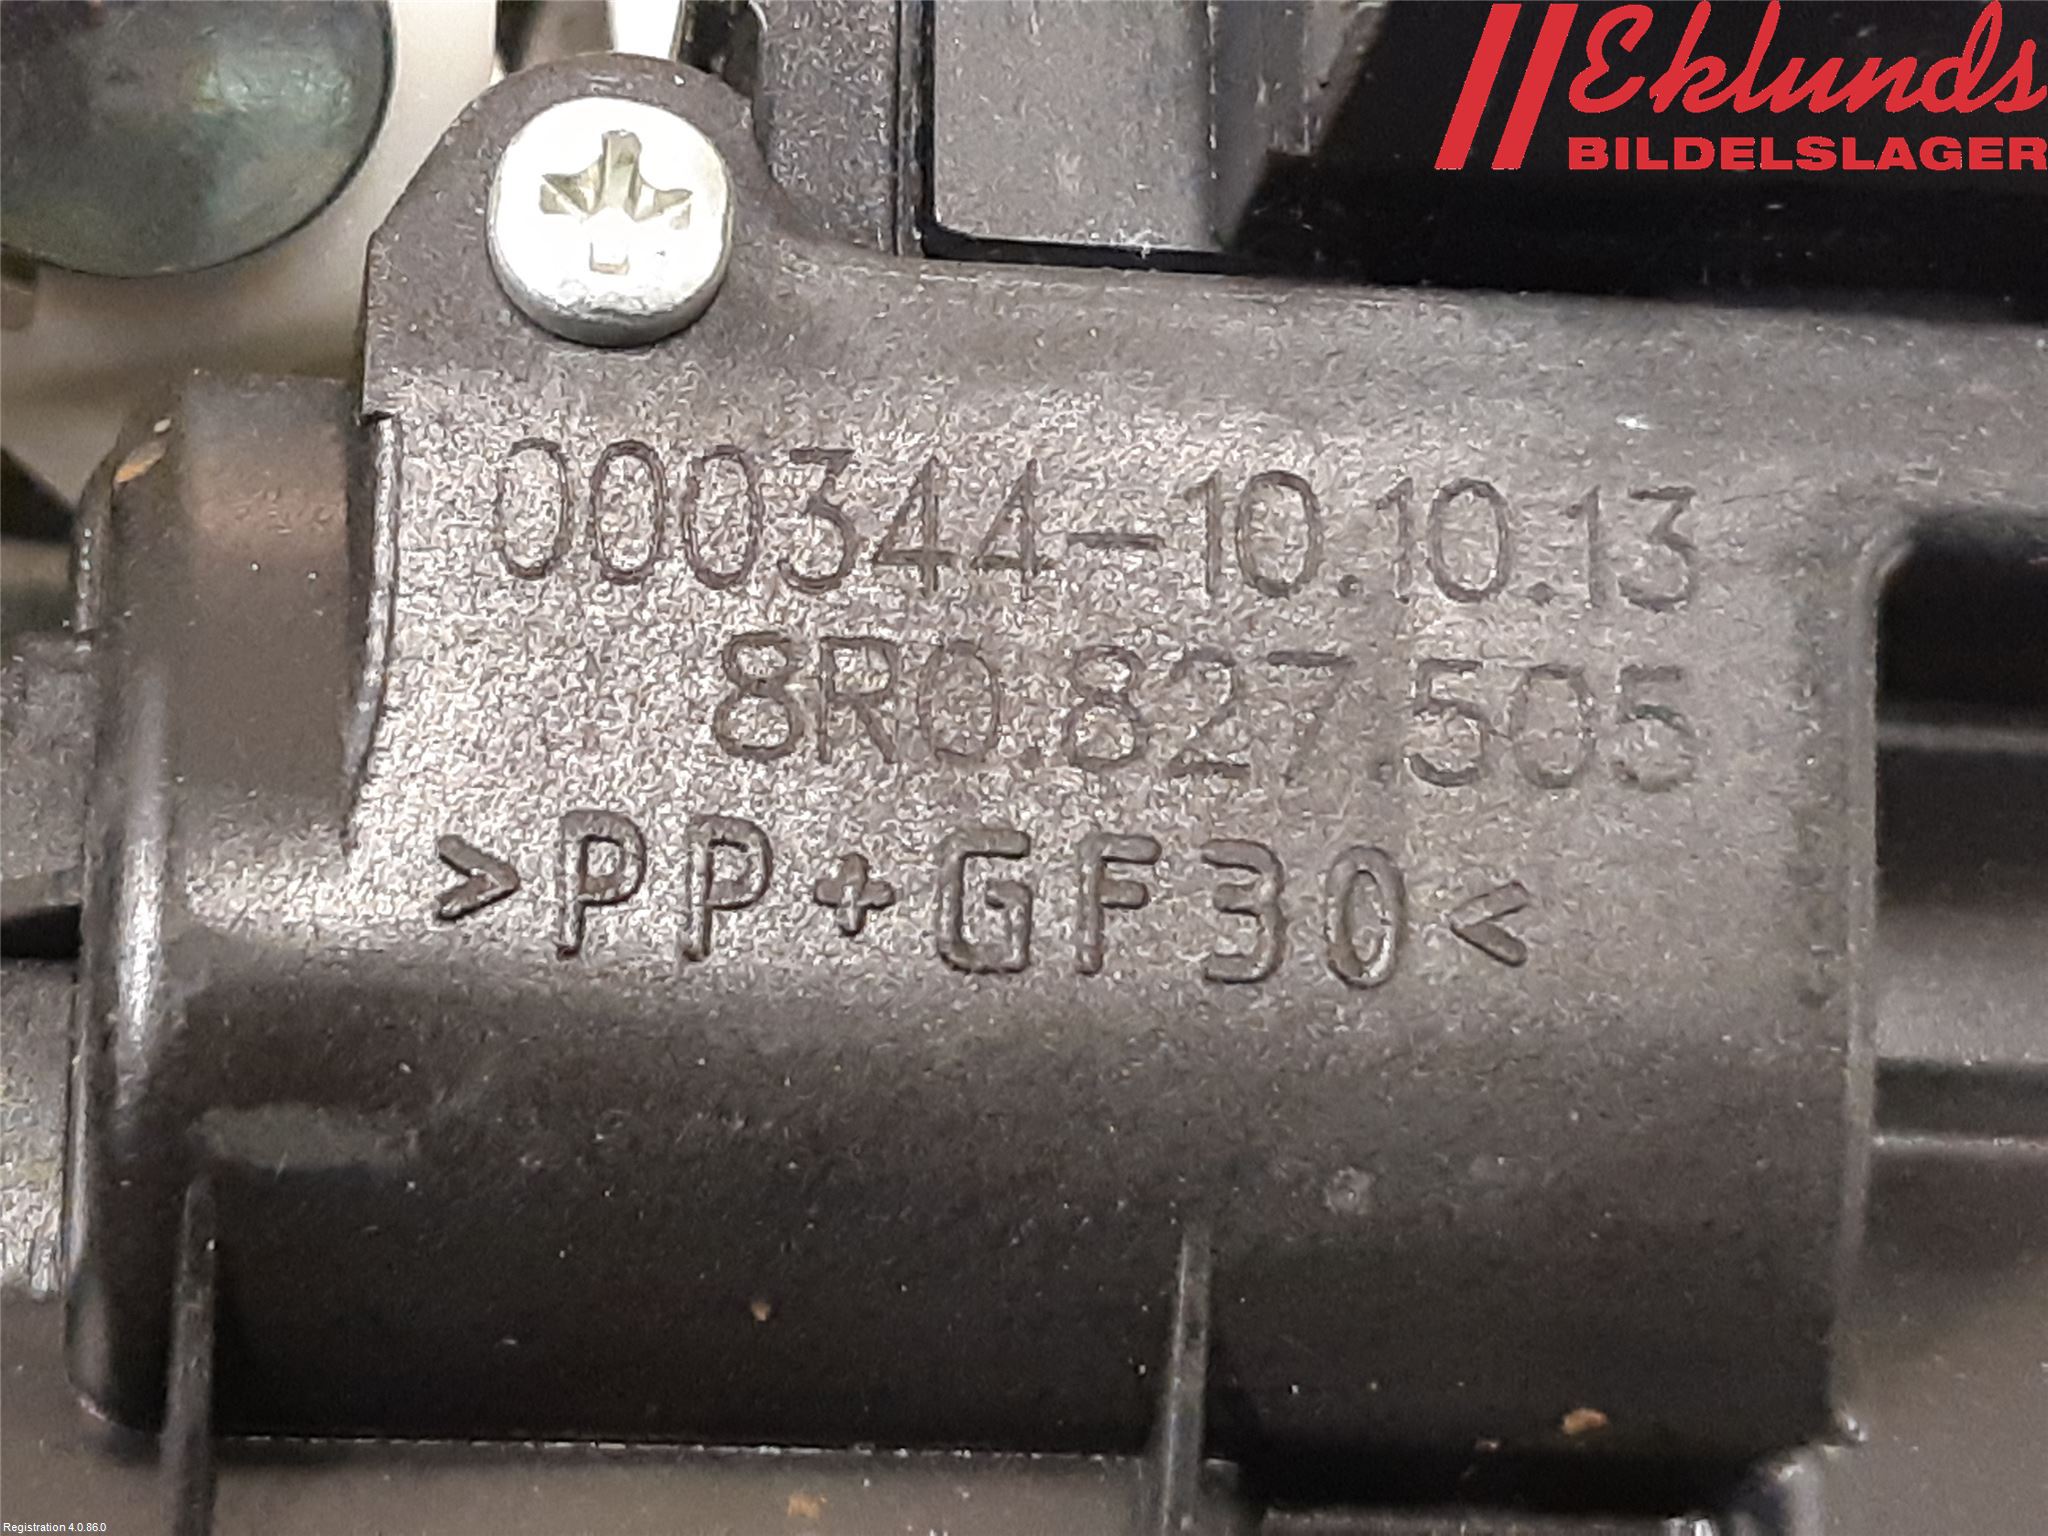 Eklunds
BILDELSLAGER
000344-10.10.13
8R0.827.505
>PP+GF30<
Registration 4.0.86.0